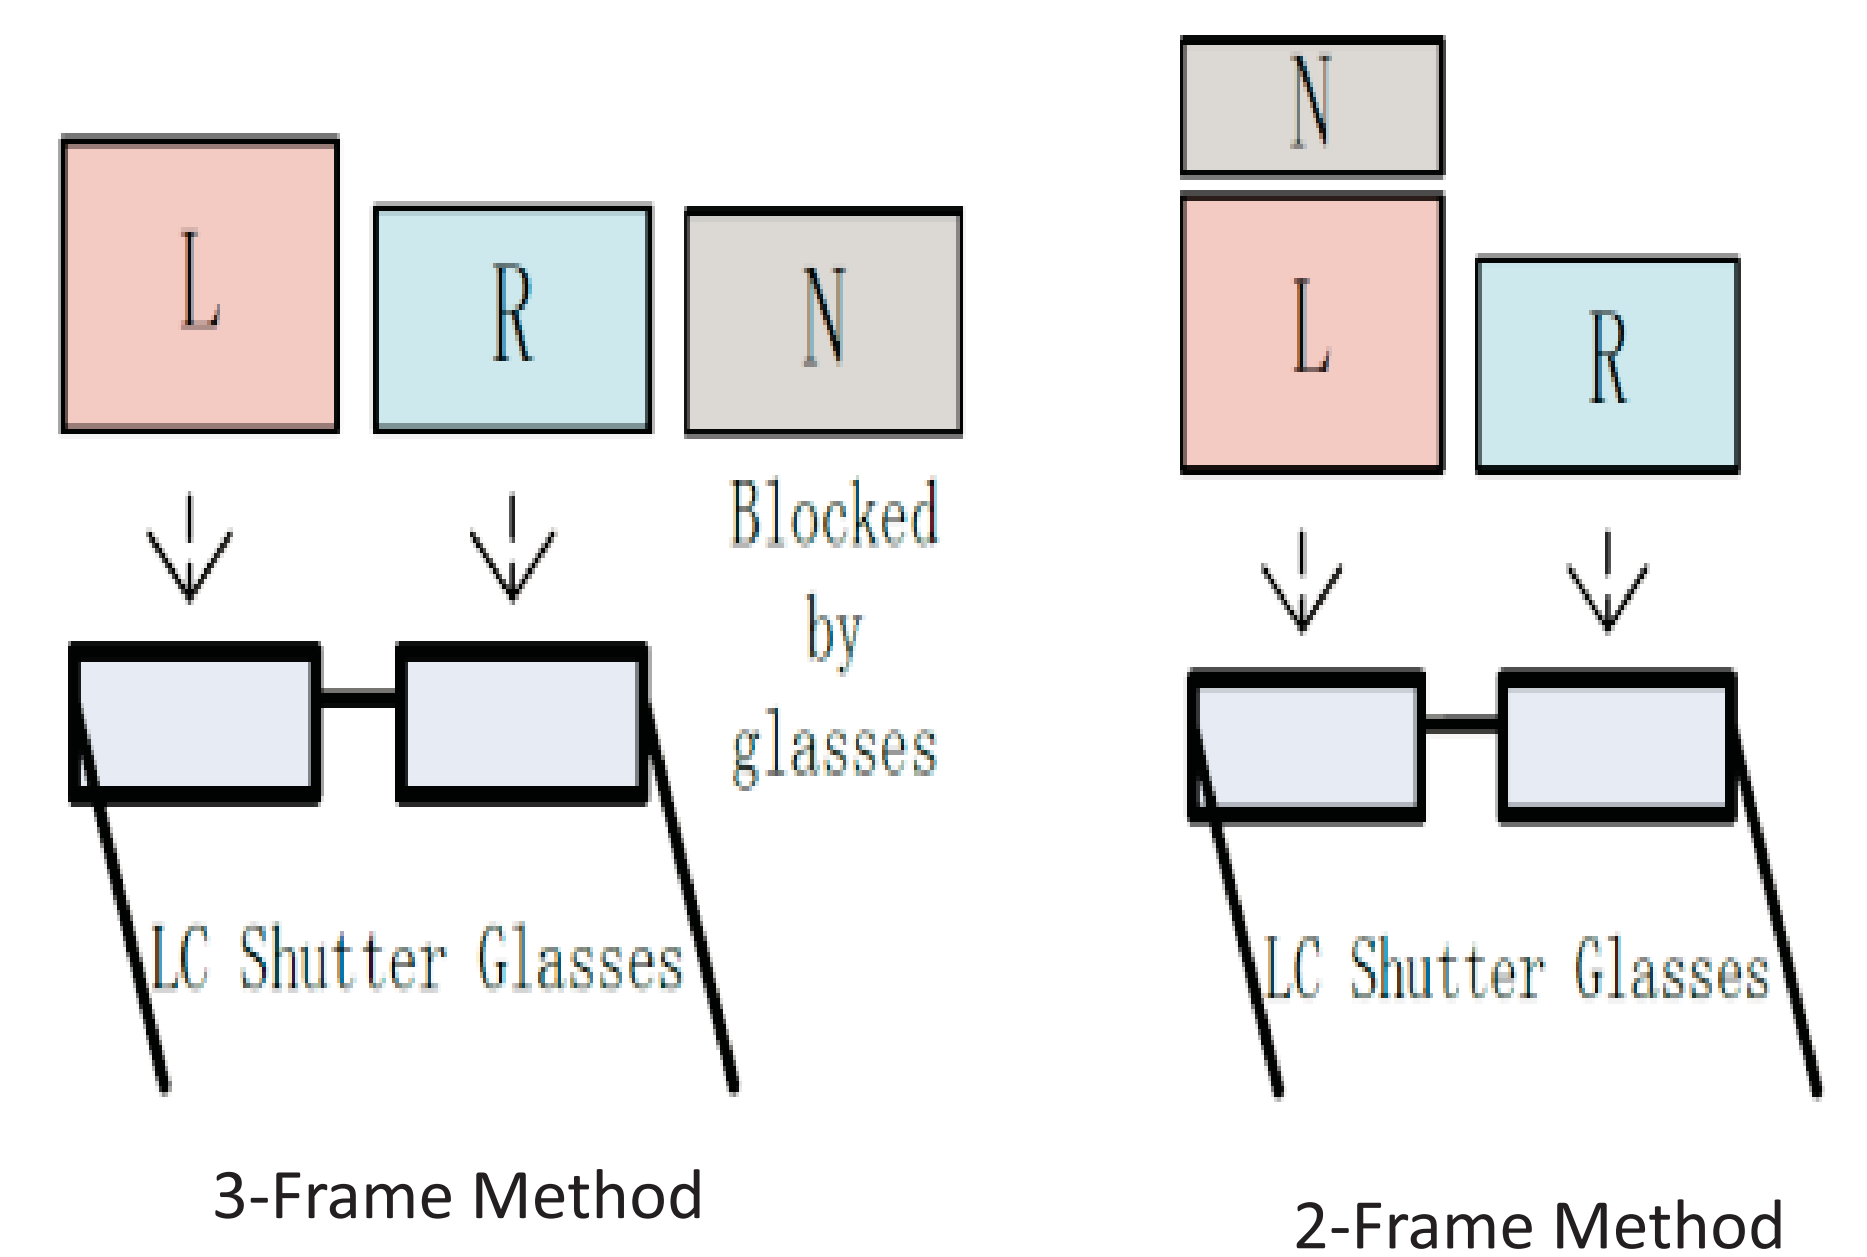 L
R
N
Blocked
by
glasses
LC Shutter Glasses
3-Frame Method
N
L
R
LC Shutter Glasses
2-Frame Method